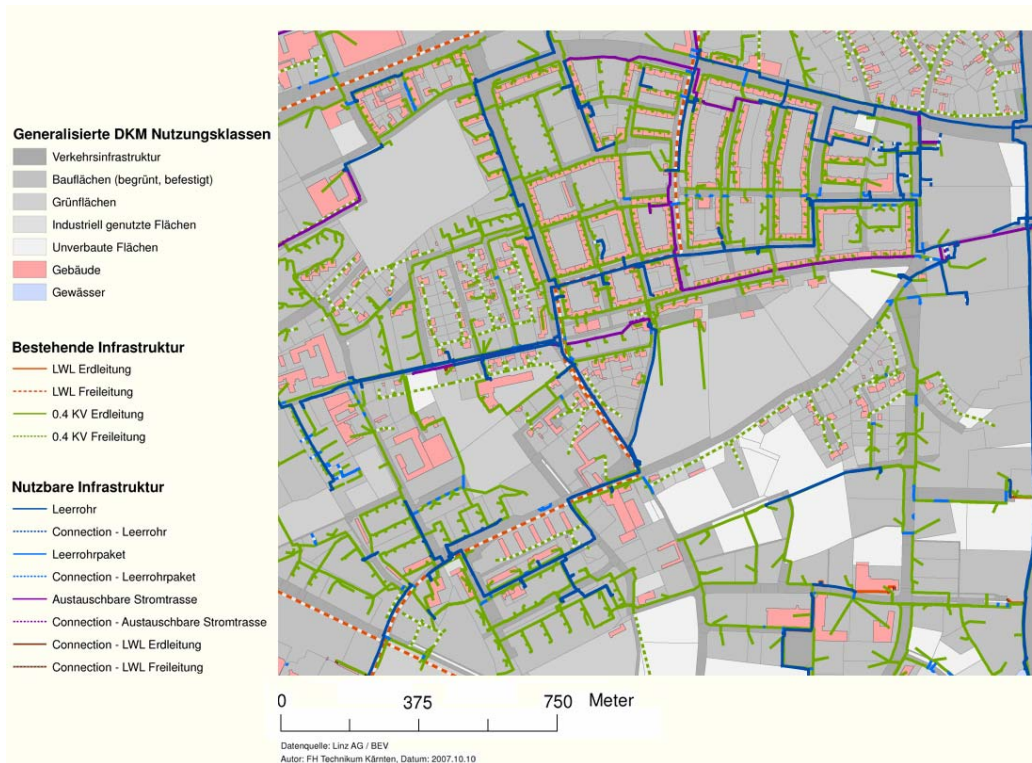 Generalisierte DKM Nutzungsklassen
Verkehrsinfrastruktur
Bauflächen (begrünt, befestigt)
Grünflächen
Industriell genutzte Flächen
Unverbaute Flächen
Gebäude
Gewässer
Bestehende Infrastruktur
LWL Erdleitung
LWL Freileitung
0.4 KV Erdleitung
0.4 KV Freileitung
Nutzbare Infrastruktur
Leerrohr
Connection - Leerrohr
Leerrohrpaket
Connection - Leerrohrpaket
Austauschbare Stromtrasse
Connection - Austauschbare Stromtrasse
Connection - LWL Erdleitung
Connection - LWL Freileitung
0 375 750 Meter
Datenquelle: Linz AG / BEV
Autor: FH Technikum Kärnten, Datum: 2007.10.10